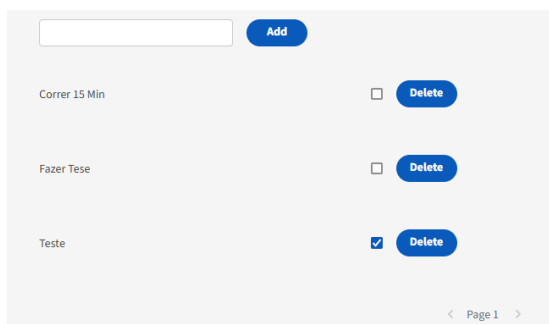 Add
Correr 15 Min Delete
Fazer Tese Delete
Teste Delete
< Page 1 >